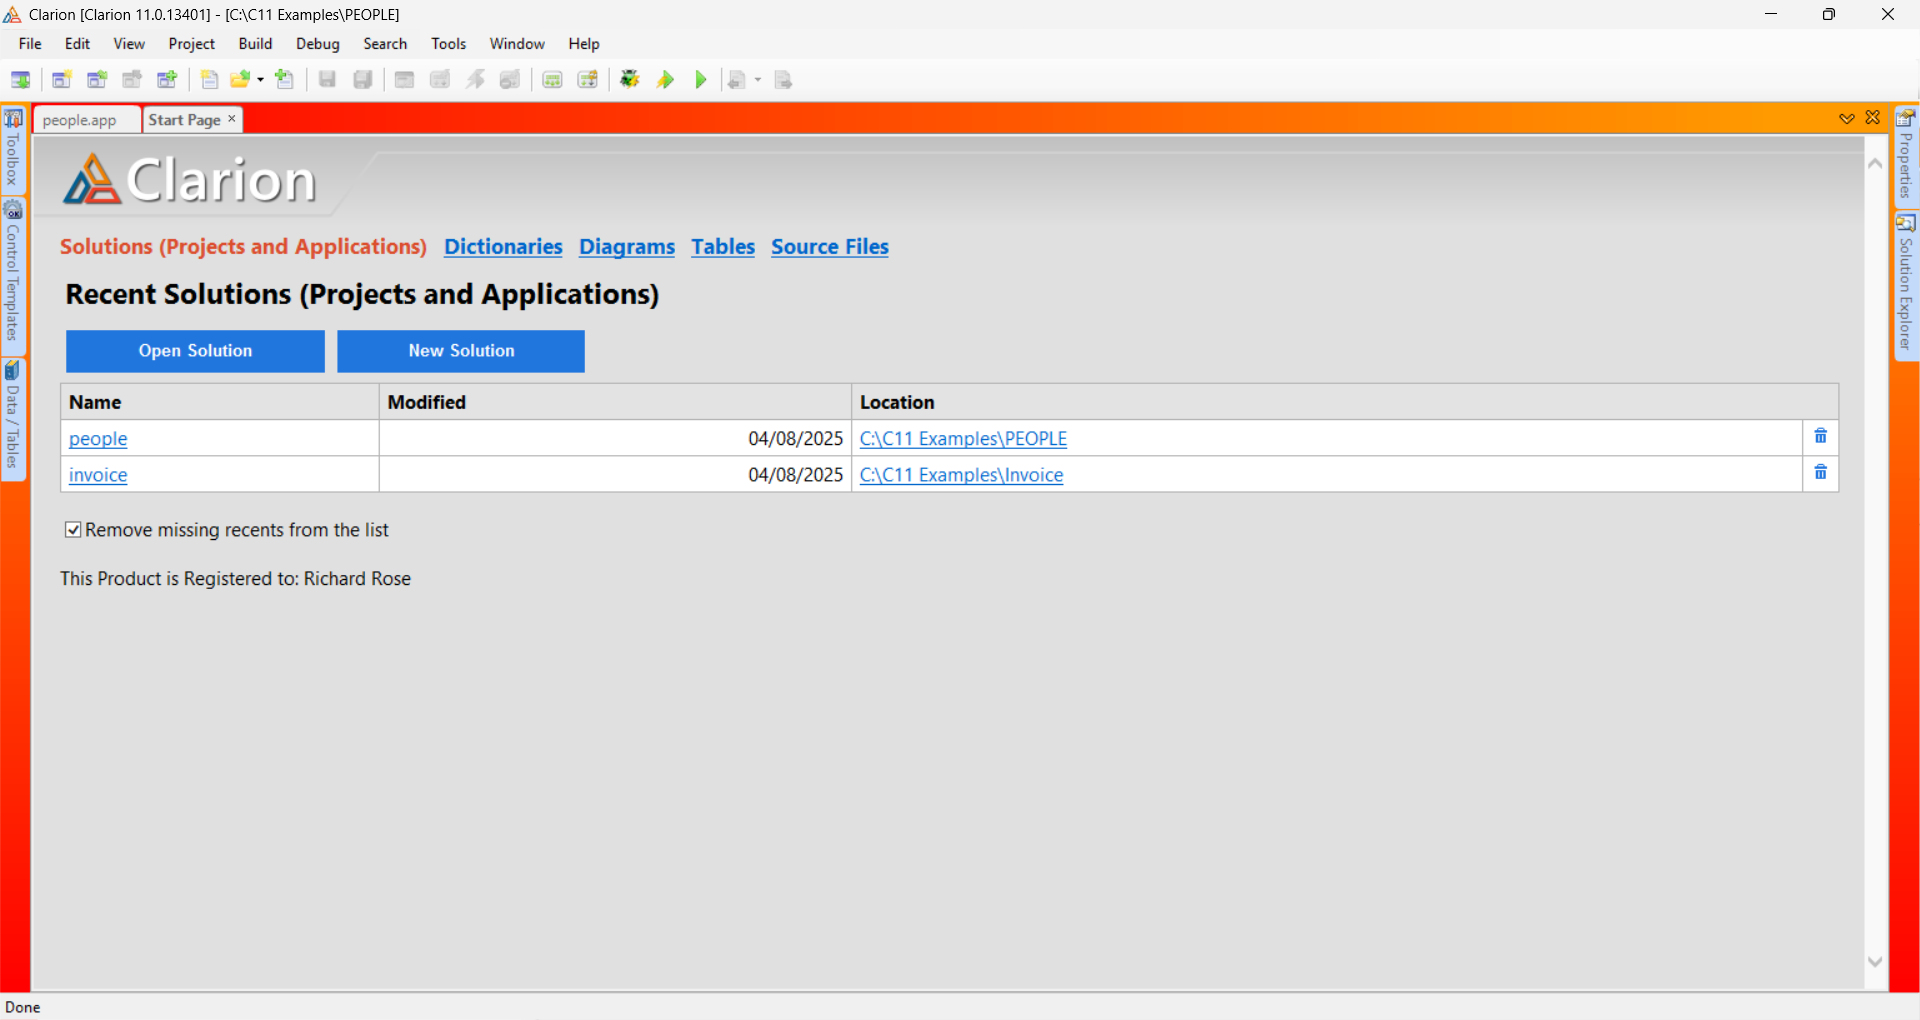 Clarion [Clarion 11.0.13401] - [C:\C11 Examples\PEOPLE]
File Edit View Project Build Debug Search Tools Window Help
people.app Start Page
Toolbox
Control Templates
Data / Tables
Properties
Solution Explorer
Clarion
Solutions (Projects and Applications) Dictionaries Diagrams Tables Source Files
Recent Solutions (Projects and Applications)
Open Solution New Solution
Name Modified Location
people 04/08/2025 C:\C11 Examples\PEOPLE
invoice 04/08/2025 C:\C11 Examples\Invoice
Remove missing recents from the list
This Product is Registered to: Richard Rose
Done